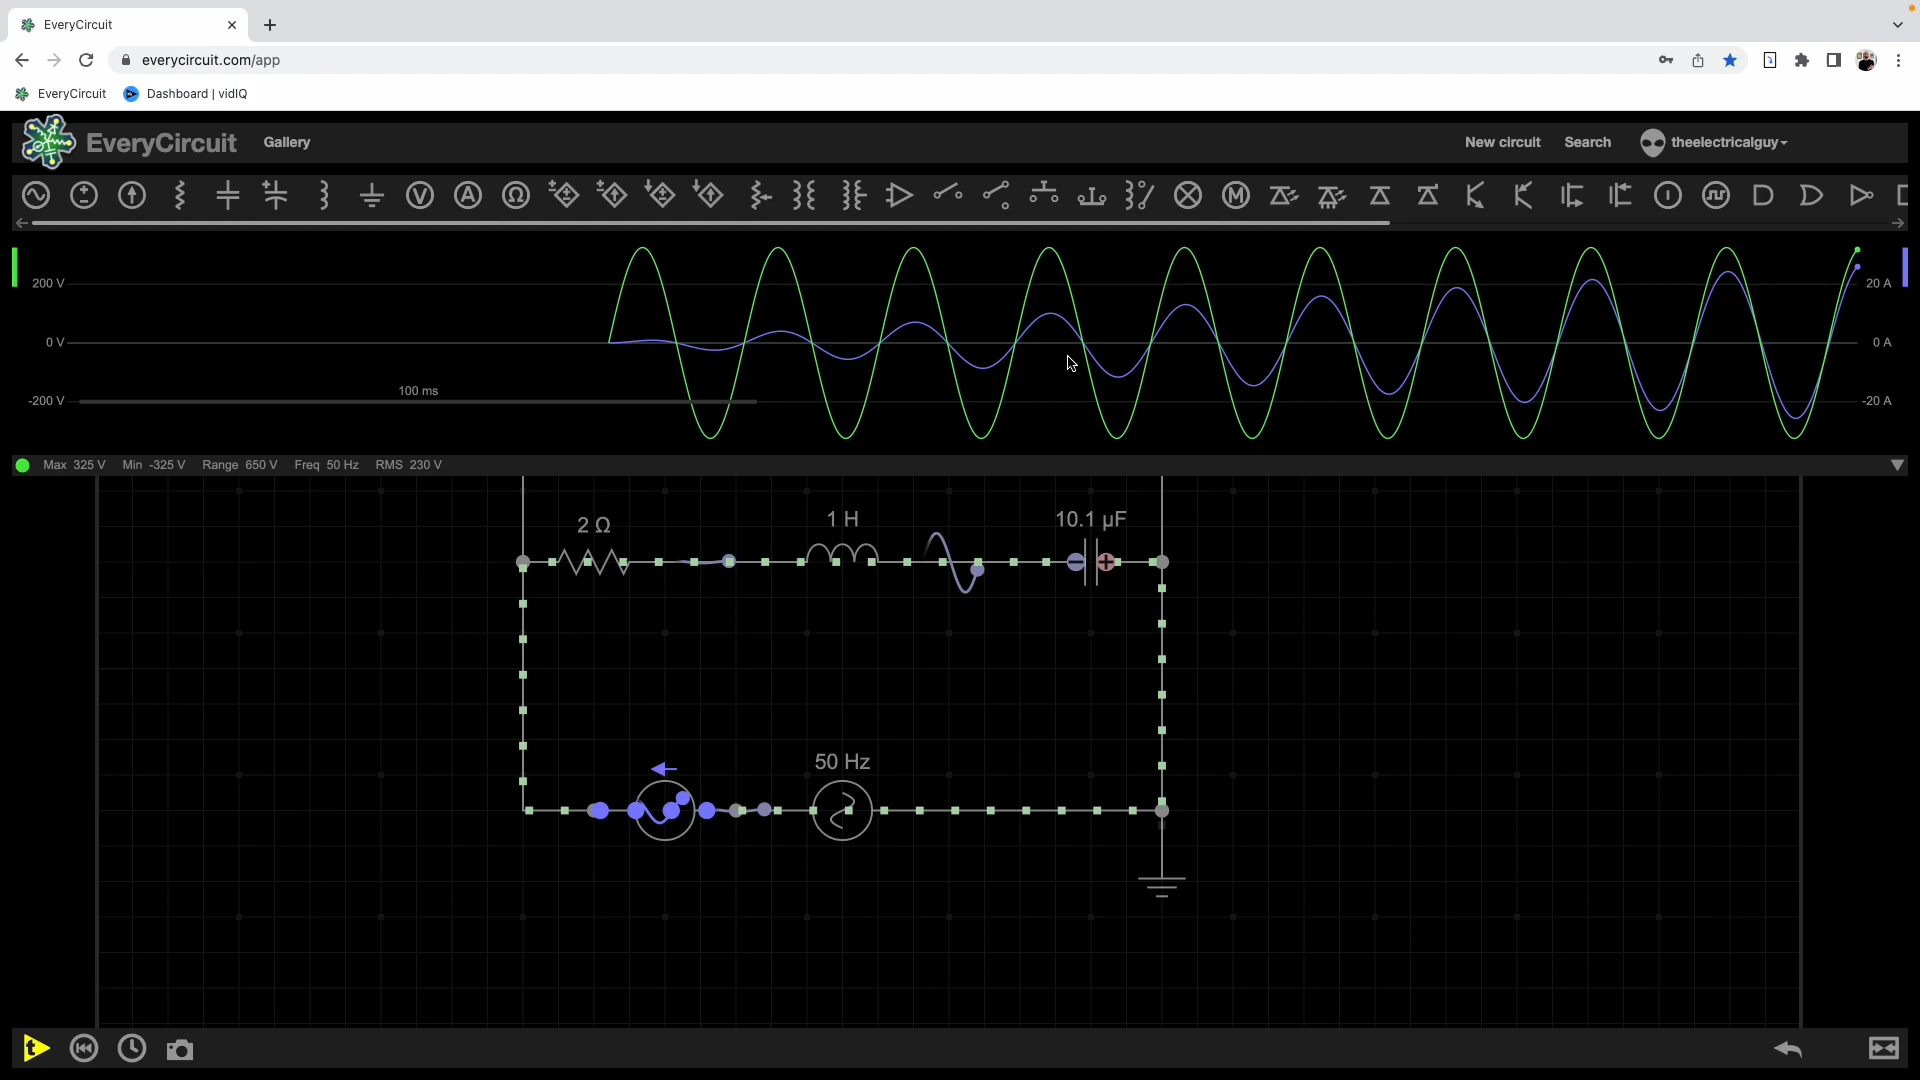 EveryCircuit
everycircuit.com/app
EveryCircuit
Dashboard | vidIQ
EveryCircuit
Gallery
New circuit
Search
theelectricalguy
200 V
20 A
0 V
0 A
100 ms
-200 V
-20 A
Max 325 V Min -325 V Range 650 V Freq 50 Hz RMS 230 V
2 Ω
1 H
10.1 µF
50 Hz